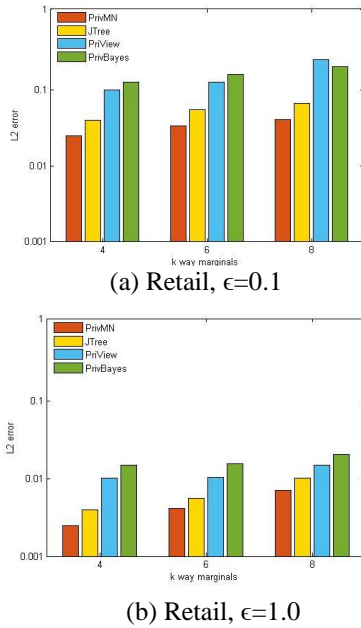 1
PrivMN
JTree
PriView
PrivBayes
0.1
0.01
0.001
L2 error
4 6 8
k way marginals
(a) Retail, ϵ=0.1
1
PrivMN
JTree
PriView
PrivBayes
0.1
0.01
0.001
L2 error
4 6 8
k way marginals
(b) Retail, ϵ=1.0